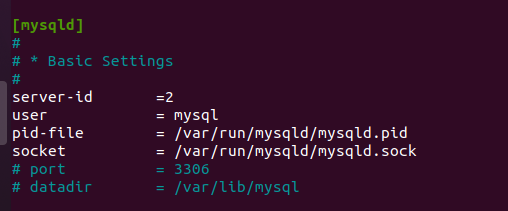 [mysqld]
#
# * Basic Settings
#
server-id       =2
user            = mysql
pid-file        = /var/run/mysqld/mysqld.pid
socket          = /var/run/mysqld/mysqld.sock
# port          = 3306
# datadir       = /var/lib/mysql